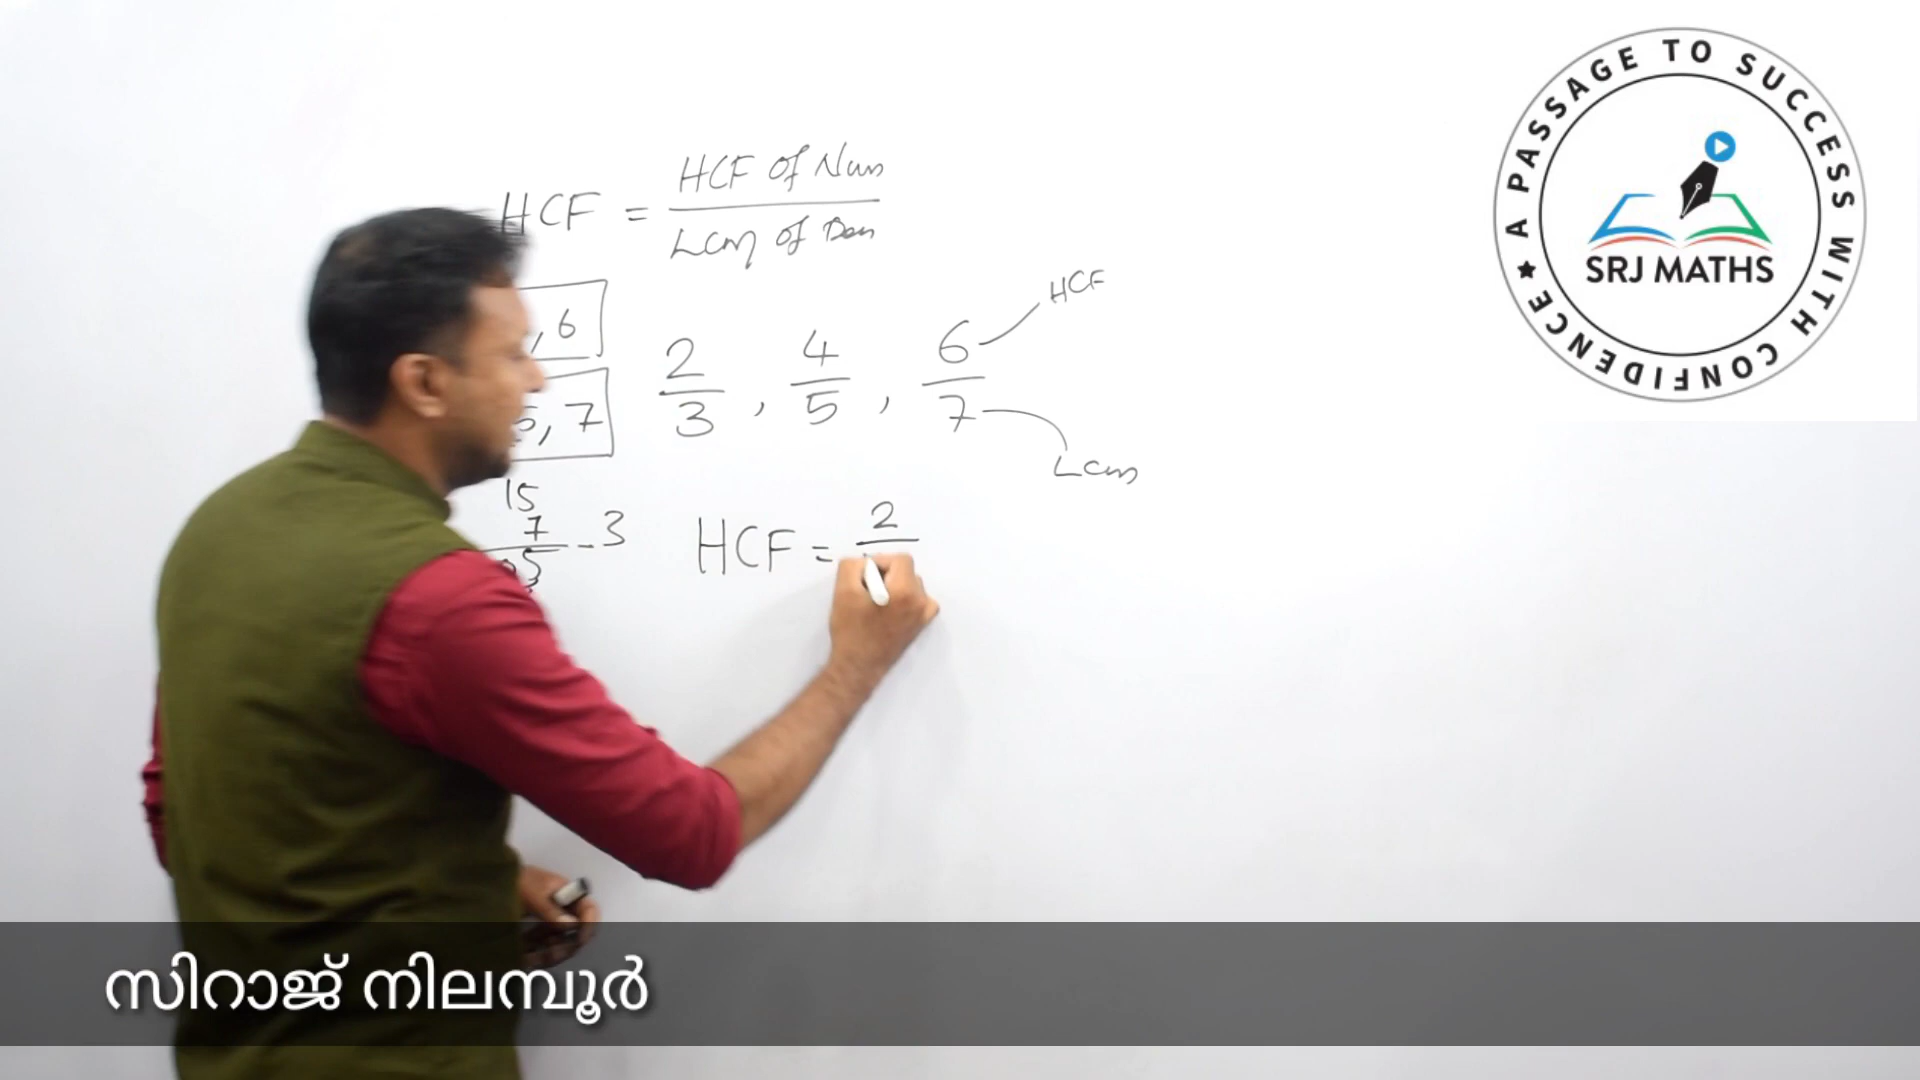 HCF = HCF of Num / Lcm of Den
, 6
2/3 , 4/5 , 6/7
HCF
5, 7
Lcm
15
7
3
HCF = 2
A PASSAGE TO SUCCESS WITH CONFIDENCE
SRJ MATHS
സിറാജ് നിലമ്പൂർ